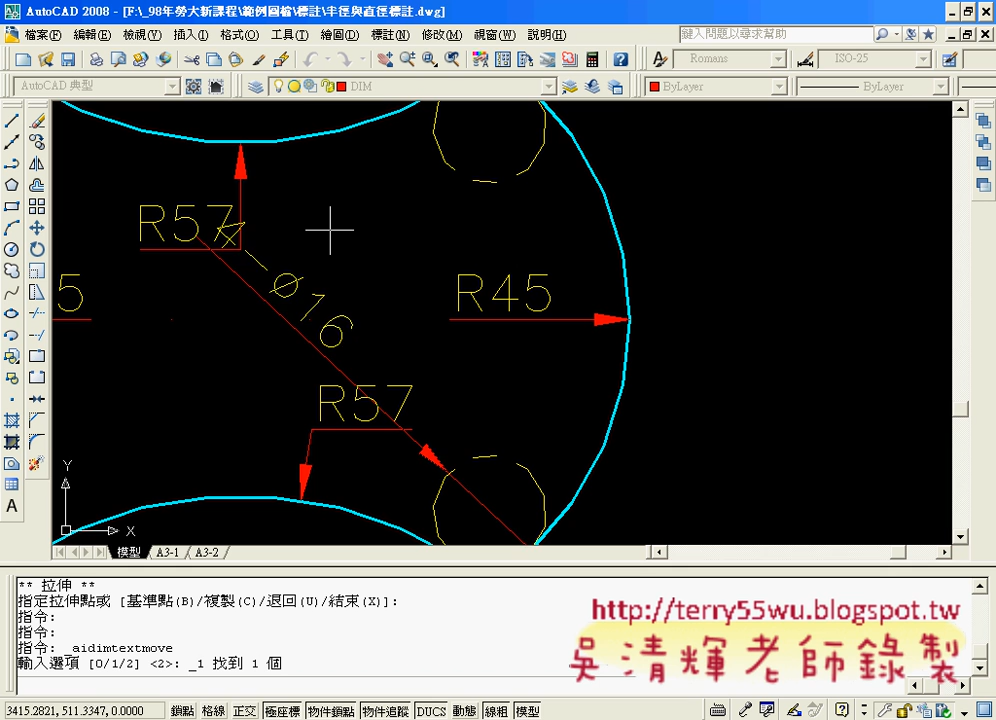 AutoCAD 2008 - [F:\_98年勞大新課程\範例圖檔\標註\半徑與直徑標註.dwg]
檔案(F) 編輯(E) 檢視(V) 插入(I) 格式(O) 工具(T) 繪圖(D) 標註(N) 修改(M) 視窗(W) 說明(H) 鍵入問題以尋求幫助
Romans ISO-25
AutoCAD 典型 DIM ByLayer ByLayer
R57
ø16
5
R45
R57
Y
X
A
模型 A3-1 A3-2
** 拉伸 **
指定拉伸點或 [基準點(B)/複製(C)/退回(U)/結束(X)]:
指令:
指令:
指令: _aidimtextmove
輸入選項 [0/1/2] <2>: _1 找到 1 個
http://terry55wu.blogspot.tw
吳清輝老師錄製
3415.2821, 511.3347, 0.0000 鎖點 格線 正交 極座標 物件鎖點 物件追蹤 DUCS 動態 線粗 模型